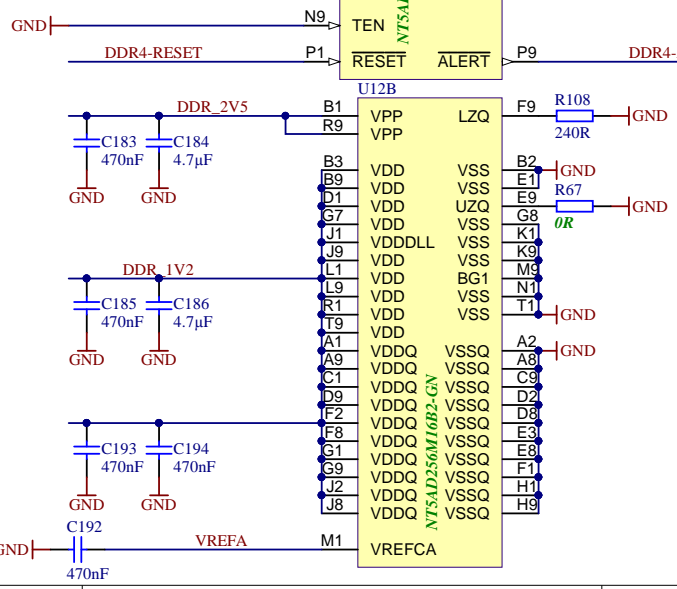 GND N9 TEN NT5AD
DDR4-RESET P1 RESET ALERT P9 DDR4-
U12B
DDR_2V5 B1 VPP LZQ F9 R108 GND
R9 VPP 240R
C183 C184
470nF 4.7µF
GND GND
B3 VDD VSS B2 GND
B9 VDD VSS E1
D1 VDD UZQ E9 R67 GND
0R
G7 VDD VSS G8
J1 VDDDLL VSS K1
J9 VDD VSS K9
DDR_1V2 L1 VDD BG1 M9
L9 VDD VSS N1
R1 VDD VSS T1 GND
C185 C186
470nF 4.7µF
GND GND
T9 VDD
A1 VDDQ VSSQ A2 GND
A9 VDDQ VSSQ A8
C1 VDDQ VSSQ C9
D9 VDDQ VSSQ D2
F2 VDDQ VSSQ D8
F8 VDDQ VSSQ E3
G1 VDDQ VSSQ E8
G9 VDDQ VSSQ F1
J2 VDDQ VSSQ H1
J8 VDDQ VSSQ H9
NT5AD256M16B2-GN
C193 C194
470nF 470nF
GND GND
C192
GND VREFA M1 VREFCA
470nF